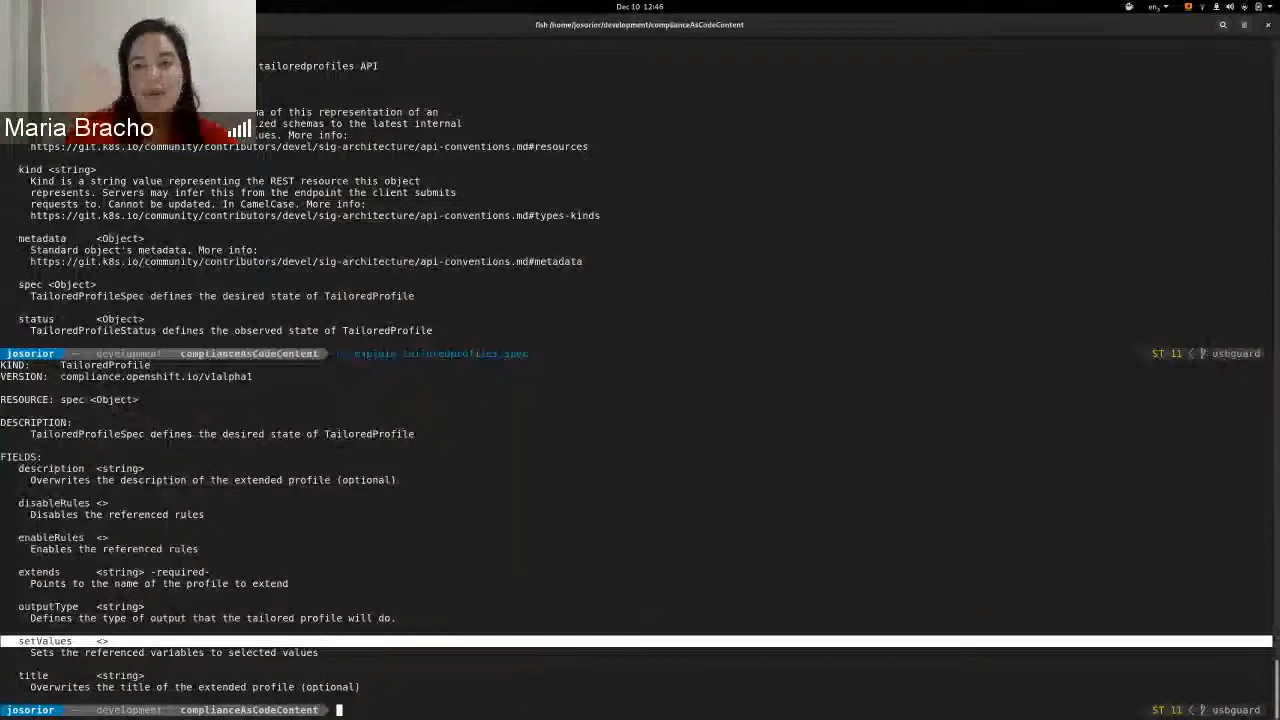 Dec 10 12:46
en₃
fish /home/josorior/development/complianceAsCodeContent
tailoredprofiles API
Maria Bracho
ma of this representation of an
ized schemas to the latest internal
lues. More info:
https://git.k8s.io/community/contributors/devel/sig-architecture/api-conventions.md#resources
kind <string>
Kind is a string value representing the REST resource this object
represents. Servers may infer this from the endpoint the client submits
requests to. Cannot be updated. In CamelCase. More info:
https://git.k8s.io/community/contributors/devel/sig-architecture/api-conventions.md#types-kinds
metadata <Object>
Standard object's metadata. More info:
https://git.k8s.io/community/contributors/devel/sig-architecture/api-conventions.md#metadata
spec <Object>
TailoredProfileSpec defines the desired state of TailoredProfile
status <Object>
TailoredProfileStatus defines the observed state of TailoredProfile
josorior — development complianceAsCodeContent explain tailoredprofiles.spec ST 11 usbguard
KIND: TailoredProfile
VERSION: compliance.openshift.io/v1alpha1
RESOURCE: spec <Object>
DESCRIPTION:
TailoredProfileSpec defines the desired state of TailoredProfile
FIELDS:
description <string>
Overwrites the description of the extended profile (optional)
disableRules <>
Disables the referenced rules
enableRules <>
Enables the referenced rules
extends <string> -required-
Points to the name of the profile to extend
outputType <string>
Defines the type of output that the tailored profile will do.
setValues <>
Sets the referenced variables to selected values
title <string>
Overwrites the title of the extended profile (optional)
josorior — development complianceAsCodeContent ST 11 usbguard